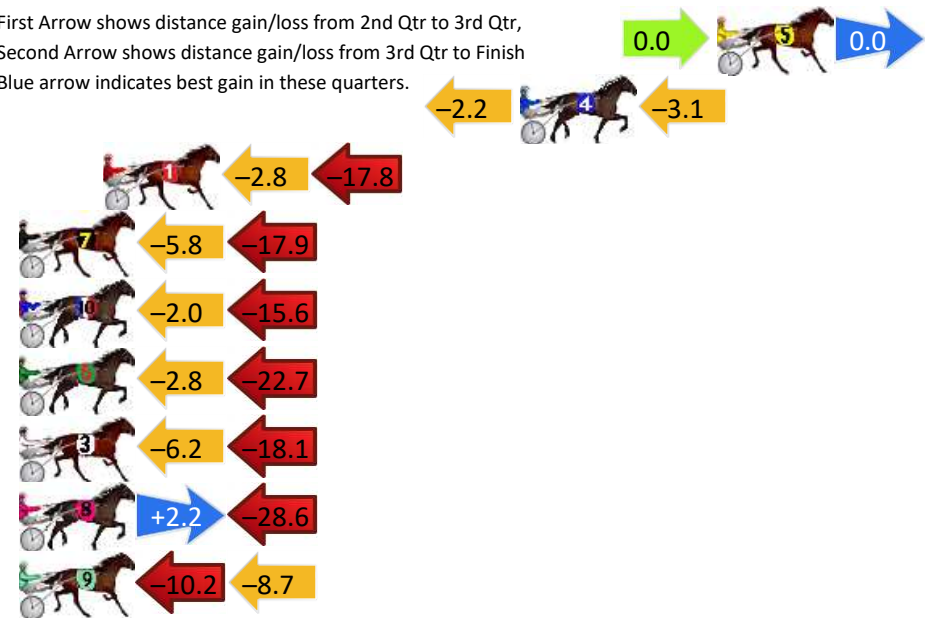 First Arrow shows distance gain/loss from 2nd Qtr to 3rd Qtr,
Second Arrow shows distance gain/loss from 3rd Qtr to Finish
Blue arrow indicates best gain in these quarters.
0.0 5 0.0
–2.2 4 –3.1
1 –2.8 –17.8
7 –5.8 –17.9
10 –2.0 –15.6
6 –2.8 –22.7
3 –6.2 –18.1
8 +2.2 –28.6
9 –10.2 –8.7